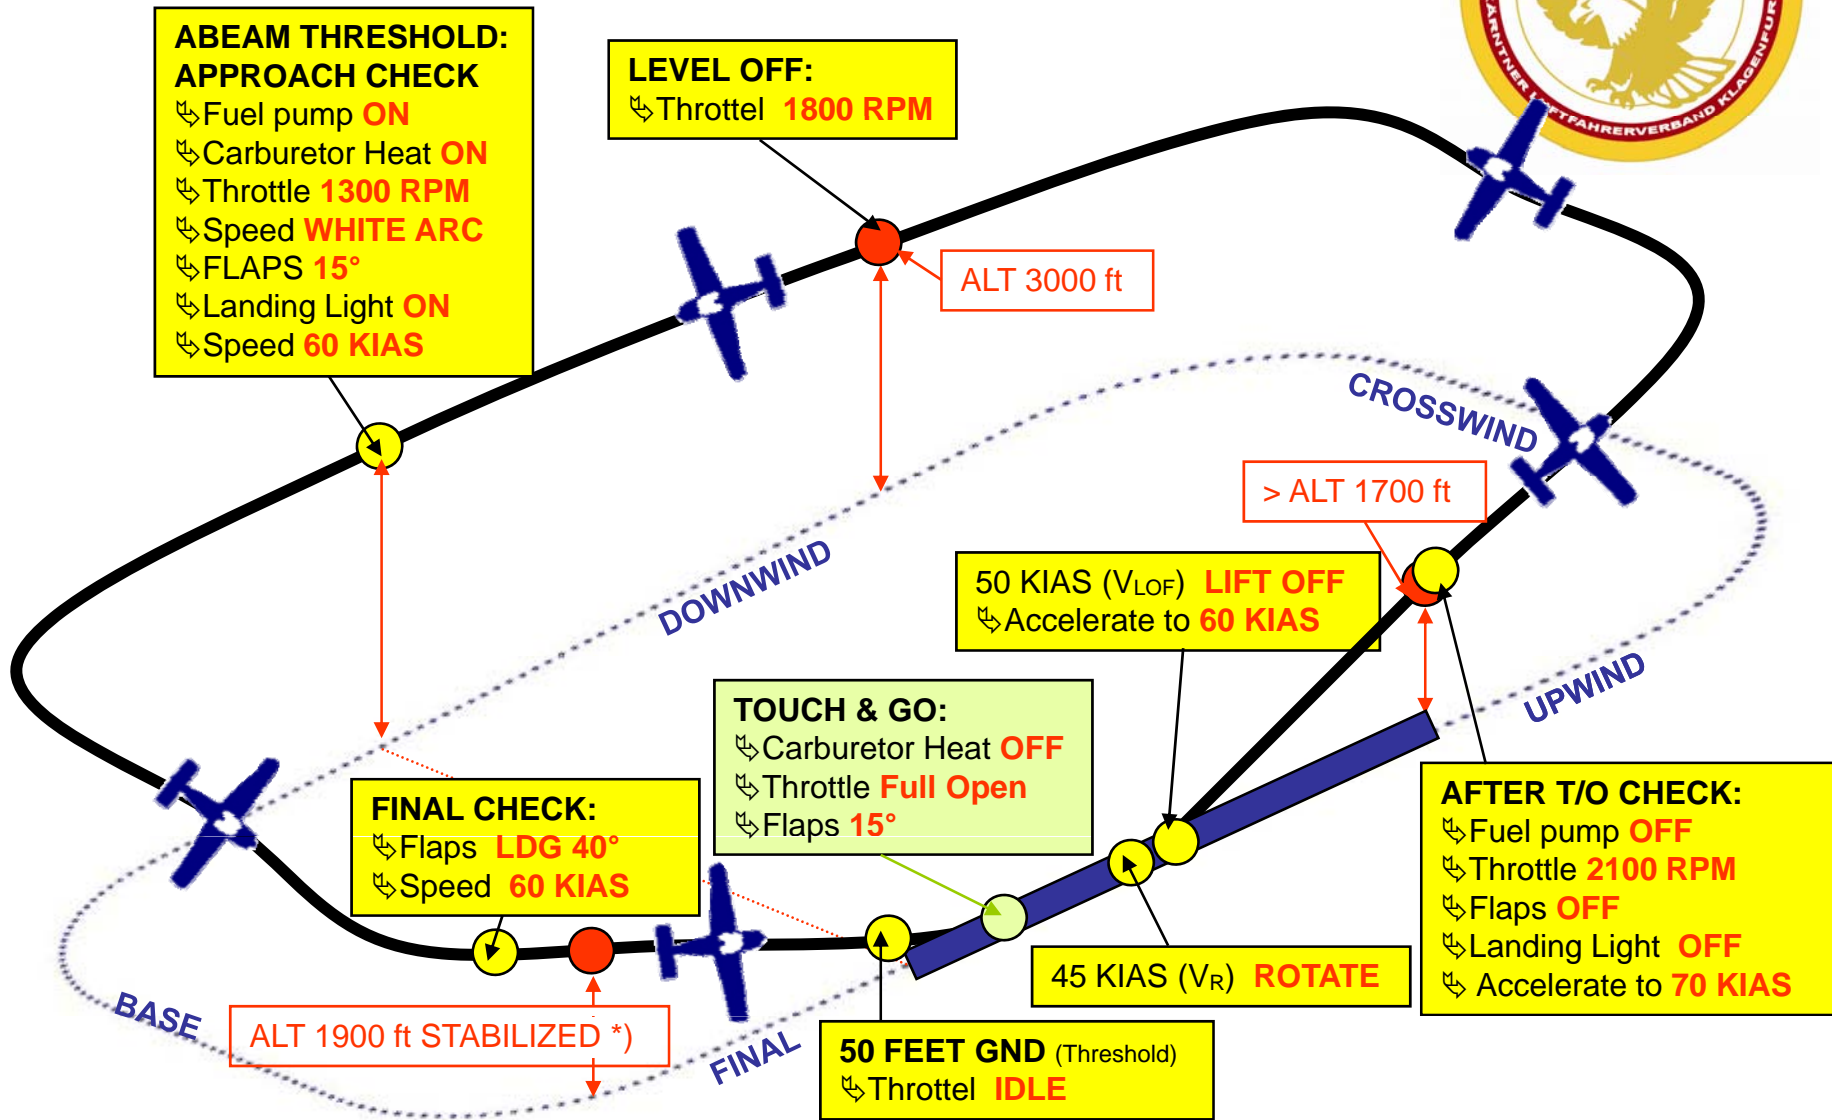 ABEAM THRESHOLD:
APPROACH CHECK
Fuel pump ON
Carburetor Heat ON
Throttle 1300 RPM
Speed WHITE ARC
FLAPS 15°
Landing Light ON
Speed 60 KIAS
LEVEL OFF:
Throttel 1800 RPM
KÄRNTNER LUFTFAHRERVERBAND KLAGENFURT
ALT 3000 ft
CROSSWIND
> ALT 1700 ft
DOWNWIND
50 KIAS (VLOF) LIFT OFF
Accelerate to 60 KIAS
UPWIND
TOUCH & GO:
Carburetor Heat OFF
Throttle Full Open
Flaps 15°
FINAL CHECK:
Flaps LDG 40°
Speed 60 KIAS
AFTER T/O CHECK:
Fuel pump OFF
Throttle 2100 RPM
Flaps OFF
Landing Light OFF
Accelerate to 70 KIAS
45 KIAS (VR) ROTATE
BASE
ALT 1900 ft STABILIZED *)
FINAL
50 FEET GND (Threshold)
Throttel IDLE